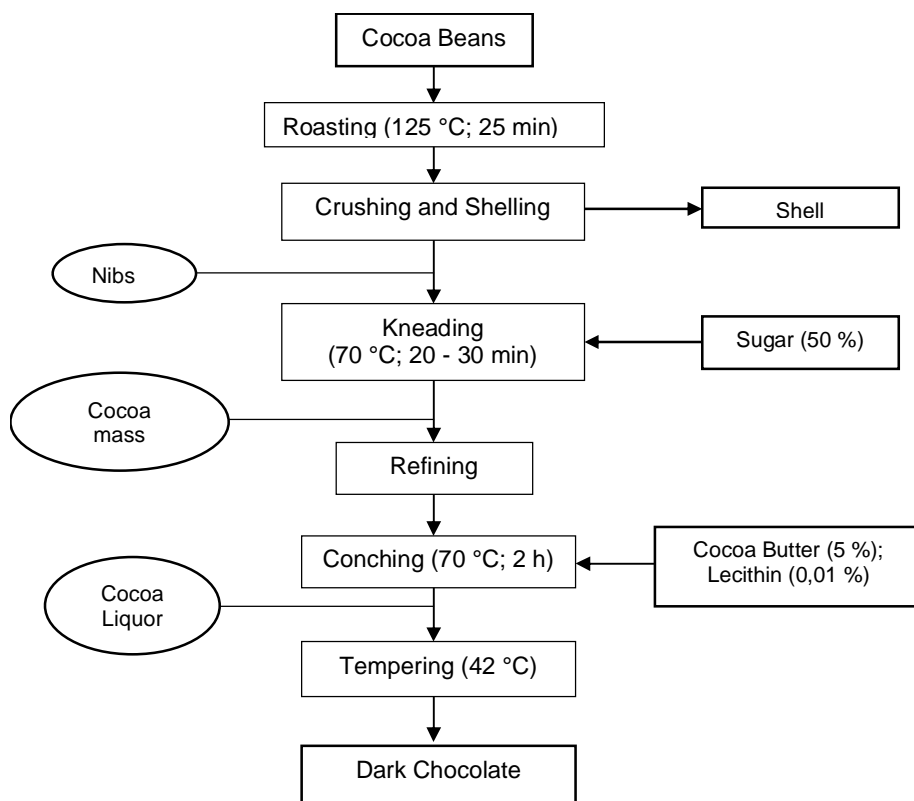 Cocoa Beans
Roasting (125 °C; 25 min)
Crushing and Shelling
Shell
Nibs
Kneading
(70 °C; 20 - 30 min)
Sugar (50 %)
Cocoa
mass
Refining
Conching (70 °C; 2 h)
Cocoa Butter (5 %);
Lecithin (0,01 %)
Cocoa
Liquor
Tempering (42 °C)
Dark Chocolate